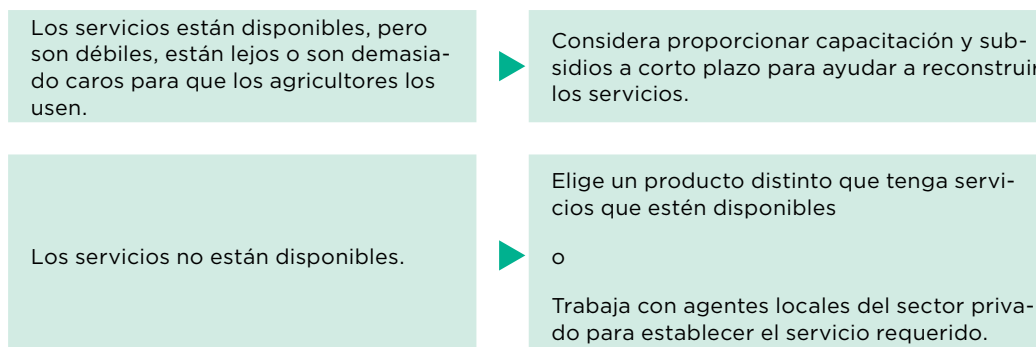 Los servicios están disponibles, pero
son débiles, están lejos o son demasia-
do caros para que los agricultores los
usen.
Considera proporcionar capacitación y sub-
sidios a corto plazo para ayudar a reconstruir
los servicios.
Los servicios no están disponibles.
Elige un producto distinto que tenga servi-
cios que estén disponibles
o
Trabaja con agentes locales del sector priva-
do para establecer el servicio requerido.